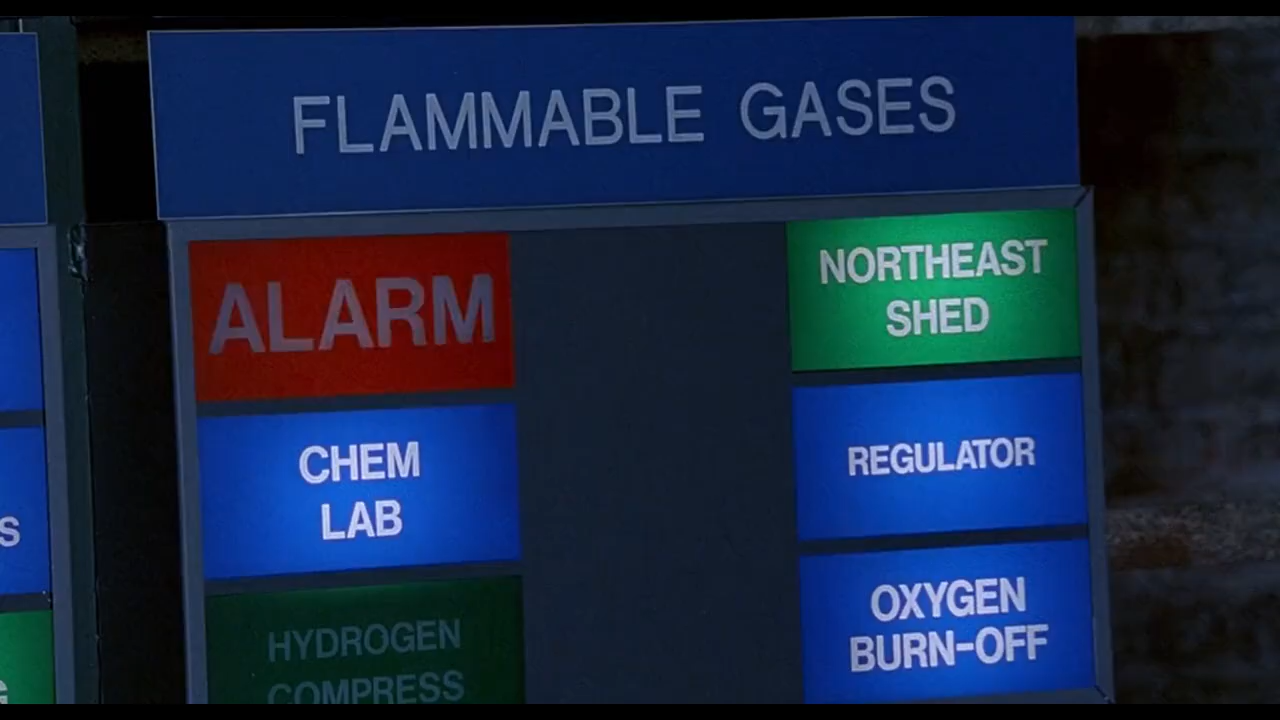 FLAMMABLE GASES
ALARM
NORTHEAST
SHED
CHEM
LAB
REGULATOR
HYDROGEN
COMPRESS
OXYGEN
BURN-OFF
S
G